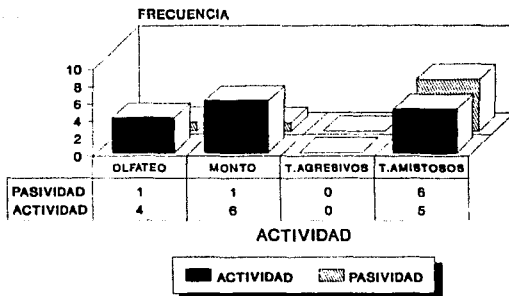 FRECUENCIA
10
8
6
4
2
0
OLFATEO MONTO T.AGRESIVOS T.AMISTOSOS
PASIVIDAD 1 1 0 6
ACTIVIDAD 4 6 0 5
ACTIVIDAD
ACTIVIDAD PASIVIDAD